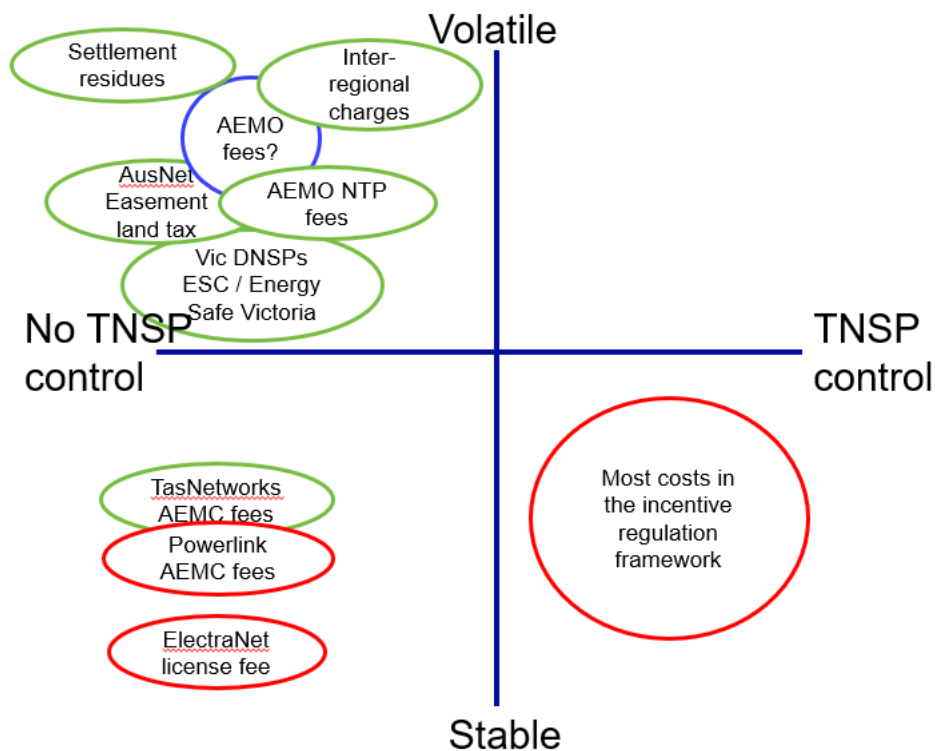 Volatile
Settlement
residues
Inter-
regional
charges
AEMO
fees?
AusNet
Easement
land tax
AEMO NTP
fees
Vic DNSPs
ESC / Energy
Safe Victoria
No TNSP
control
TNSP
control
TasNetworks
AEMC fees
Powerlink
AEMC fees
ElectraNet
license fee
Most costs in
the incentive
regulation
framework
Stable